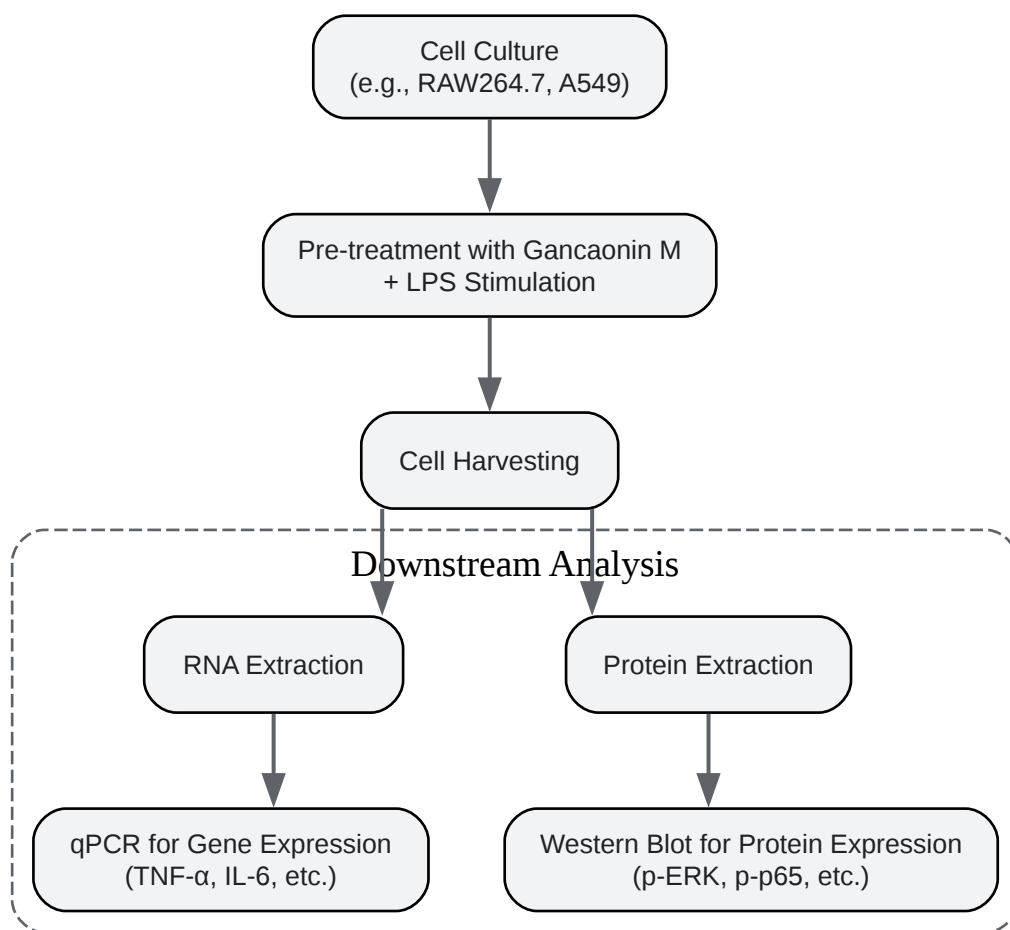 Cell Culture
(e.g., RAW264.7, A549)
Pre-treatment with Gancaonin M
+ LPS Stimulation
Cell Harvesting
Downstream Analysis
RNA Extraction
Protein Extraction
qPCR for Gene Expression
(TNF-α, IL-6, etc.)
Western Blot for Protein Expression
(p-ERK, p-p65, etc.)